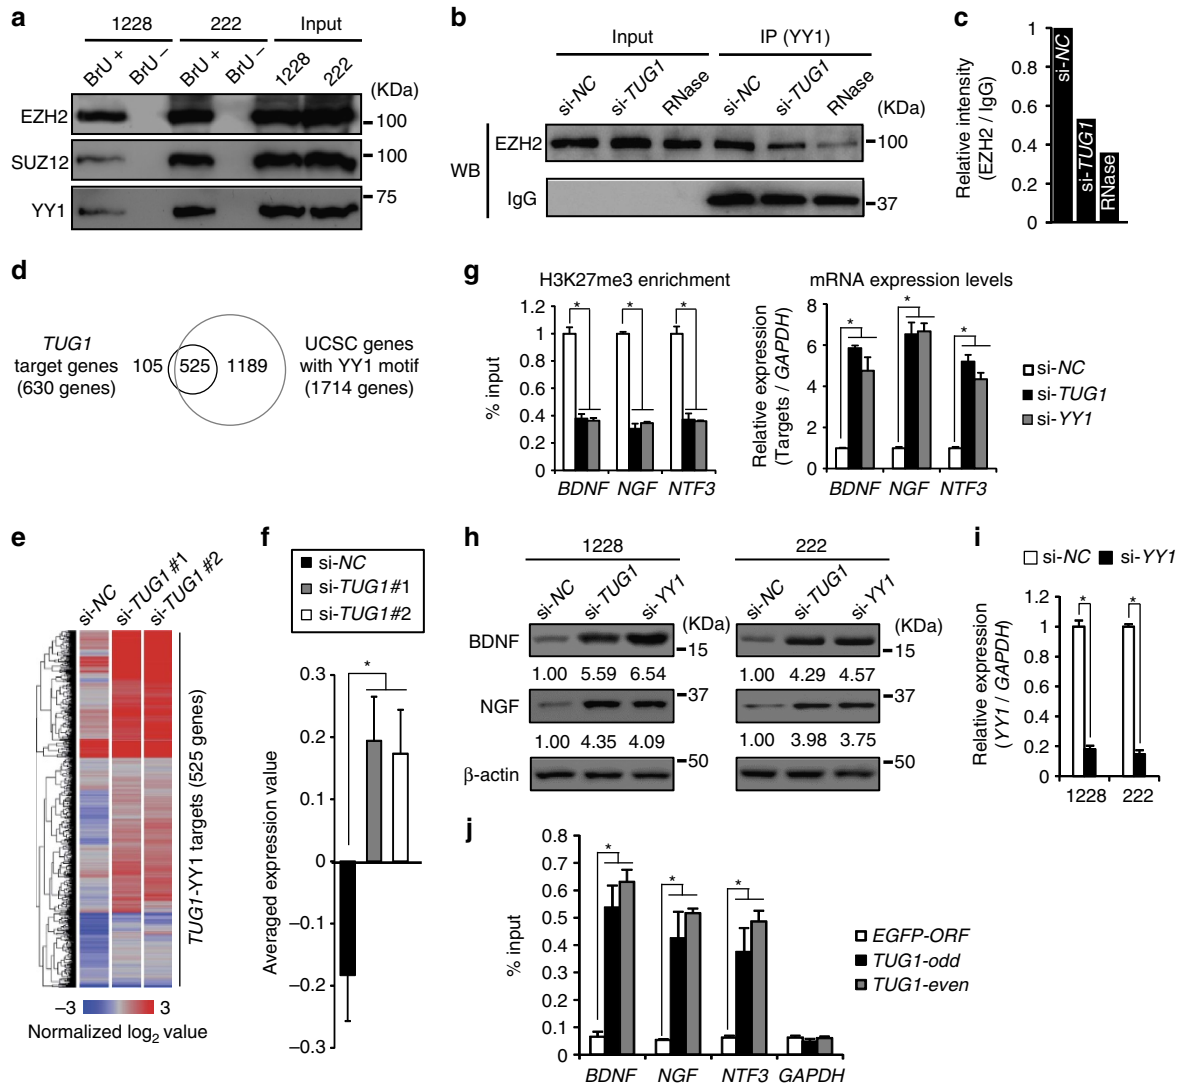 a
1228
222
Input
BrU +
BrU –
BrU +
BrU –
1228
222
(KDa)
EZH2
100
SUZ12
100
YY1
75
b
Input
IP (YY1)
si-NC
si-TUG1
RNase
si-NC
si-TUG1
RNase
(KDa)
WB
EZH2
100
IgG
37
c
Relative intensity
(EZH2 / IgG)
1
0.8
0.6
0.4
0.2
0
si-NC
si-TUG1
RNase
d
TUG1
target genes
(630 genes)
105
525
1189
UCSC genes
with YY1 motif
(1714 genes)
g
H3K27me3 enrichment
% input
1.2
1.0
0.8
0.6
0.4
0.2
0
*
*
*
BDNF
NGF
NTF3
mRNA expression levels
Relative expression
(Targets / GAPDH)
8
6
4
2
0
*
*
*
BDNF
NGF
NTF3
si-NC
si-TUG1
si-YY1
e
si-NC
si-TUG1 #1
si-TUG1 #2
TUG1-YY1 targets (525 genes)
–3
3
Normalized log2 value
f
si-NC
si-TUG1#1
si-TUG1#2
Averaged expression value
0.3
0.2
0.1
0
–0.1
–0.2
–0.3
*
h
1228
222
si-NC
si-TUG1
si-YY1
(KDa)
si-NC
si-TUG1
si-YY1
(KDa)
BDNF
15
15
1.00 5.59 6.54
1.00 4.29 4.57
NGF
37
37
1.00 4.35 4.09
1.00 3.98 3.75
β-actin
50
50
i
si-NC
si-YY1
Relative expression
(YY1 / GAPDH)
1.2
1.0
0.8
0.6
0.4
0.2
0
*
*
1228
222
j
% input
0.8
0.7
0.6
0.5
0.4
0.3
0.2
0.1
0
*
*
*
BDNF
NGF
NTF3
GAPDH
EGFP-ORF
TUG1-odd
TUG1-even